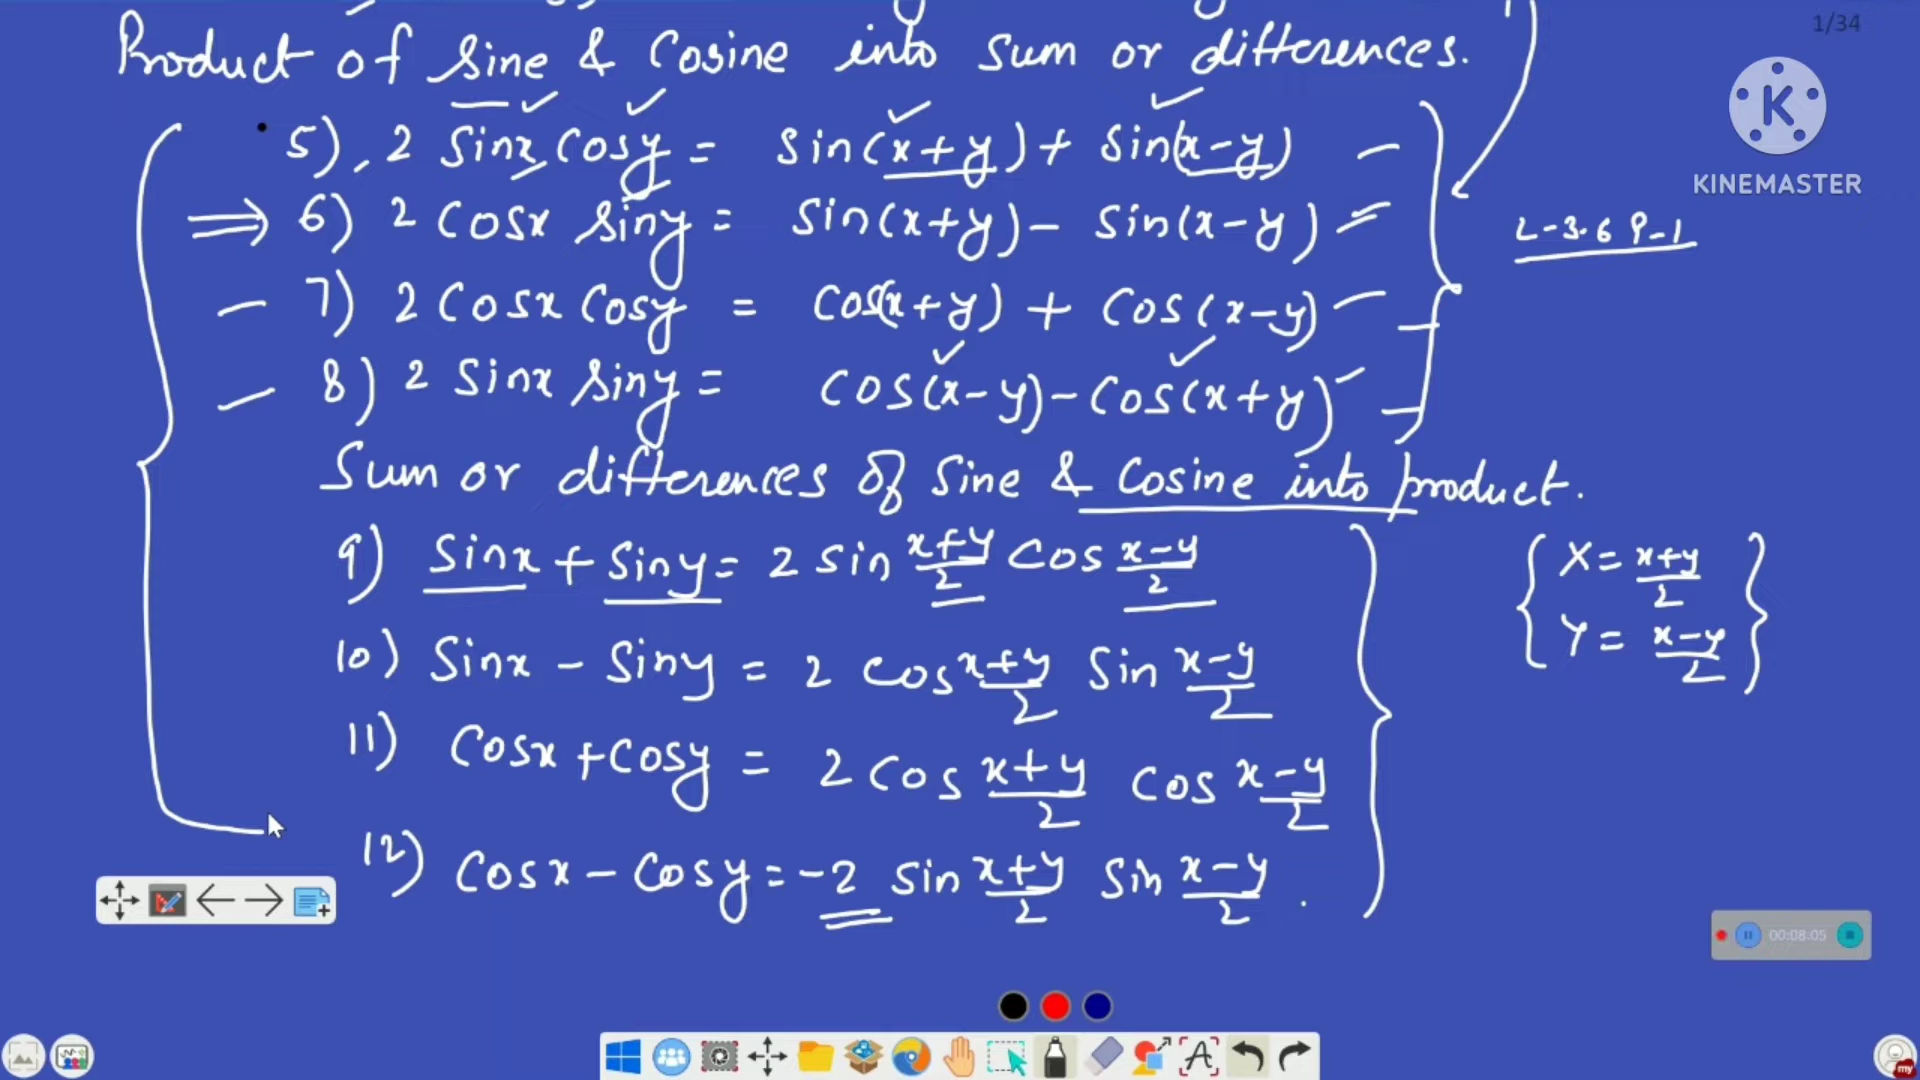 1/34
Product of Sine & Cosine into Sum or differences.
KINEMASTER
5) 2 Sinx Cosy = Sin(x+y) + Sin(x-y)
⇒ 6) 2 Cosx Siny = Sin(x+y) - Sin(x-y)
L-3.6 P-1
7) 2 Cosx Cosy = Cos(x+y) + Cos(x-y)
8) 2 Sinx Siny = Cos(x-y) - Cos(x+y)
Sum or differences of Sine & Cosine into product.
9) Sinx + Siny = 2 Sin x+y/2 Cos x-y/2
{ X = x+y/2
Y = x-y/2 }
10) Sinx - Siny = 2 Cos x+y/2 Sin x-y/2
11) Cosx + Cosy = 2 Cos x+y/2 Cos x-y/2
12) Cosx - Cosy = -2 Sin x+y/2 Sin x-y/2 .
00:08:05
my